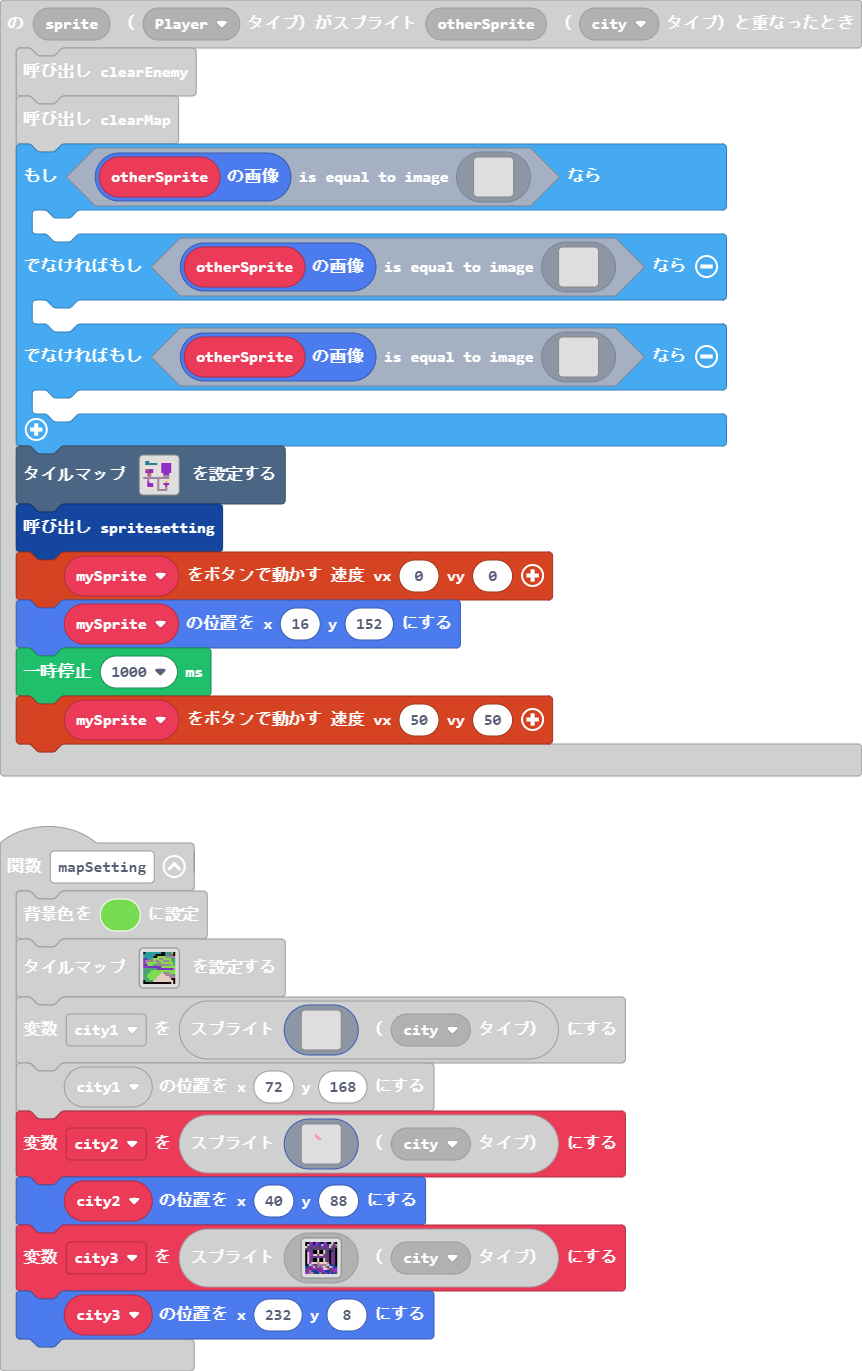 の sprite ( Player タイプ) がスプライト otherSprite ( city タイプ) と重なったとき
呼び出し clearEnemy
呼び出し clearMap
もし otherSprite の画像 is equal to image なら
でなければもし otherSprite の画像 is equal to image なら
でなければもし otherSprite の画像 is equal to image なら
タイルマップ を設定する
呼び出し spritesetting
mySprite をボタンで動かす 速度 vx 0 vy 0
mySprite の位置を x 16 y 152 にする
一時停止 1000 ms
mySprite をボタンで動かす 速度 vx 50 vy 50
関数 mapSetting
背景色を に設定
タイルマップ を設定する
変数 city1 を スプライト ( city タイプ) にする
city1 の位置を x 72 y 168 にする
変数 city2 を スプライト ( city タイプ) にする
city2 の位置を x 40 y 88 にする
変数 city3 を スプライト ( city タイプ) にする
city3 の位置を x 232 y 8 にする